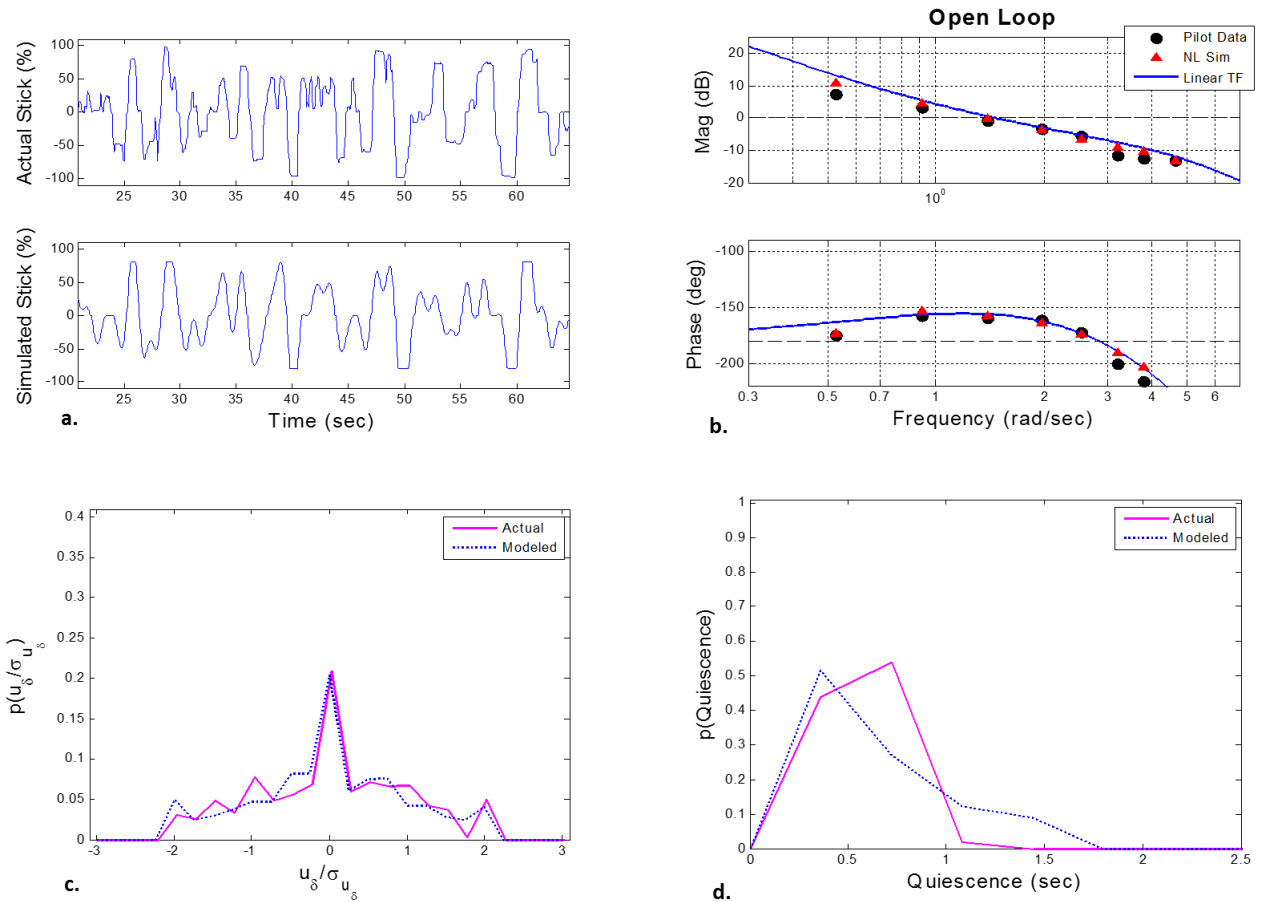 Actual Stick (%)
100
50
0
-50
-100
25 30 35 40 45 50 55 60
Simulated Stick (%)
100
50
0
-50
-100
25 30 35 40 45 50 55 60
Time (sec)
a.
Open Loop
Pilot Data
NL Sim
Linear TF
Mag (dB)
20
10
0
-10
-20
10^0
Phase (deg)
-100
-150
-200
0.3 0.5 0.7 1 2 3 4 5 6
Frequency (rad/sec)
b.
Actual
Modeled
p(u_δ/σ_{u_δ})
0.4
0.35
0.3
0.25
0.2
0.15
0.1
0.05
0
-3 -2 -1 0 1 2 3
u_δ/σ_{u_δ}
c.
Actual
Modeled
p(Quiescence)
1
0.9
0.8
0.7
0.6
0.5
0.4
0.3
0.2
0.1
0
0 0.5 1 1.5 2 2.5
Quiescence (sec)
d.